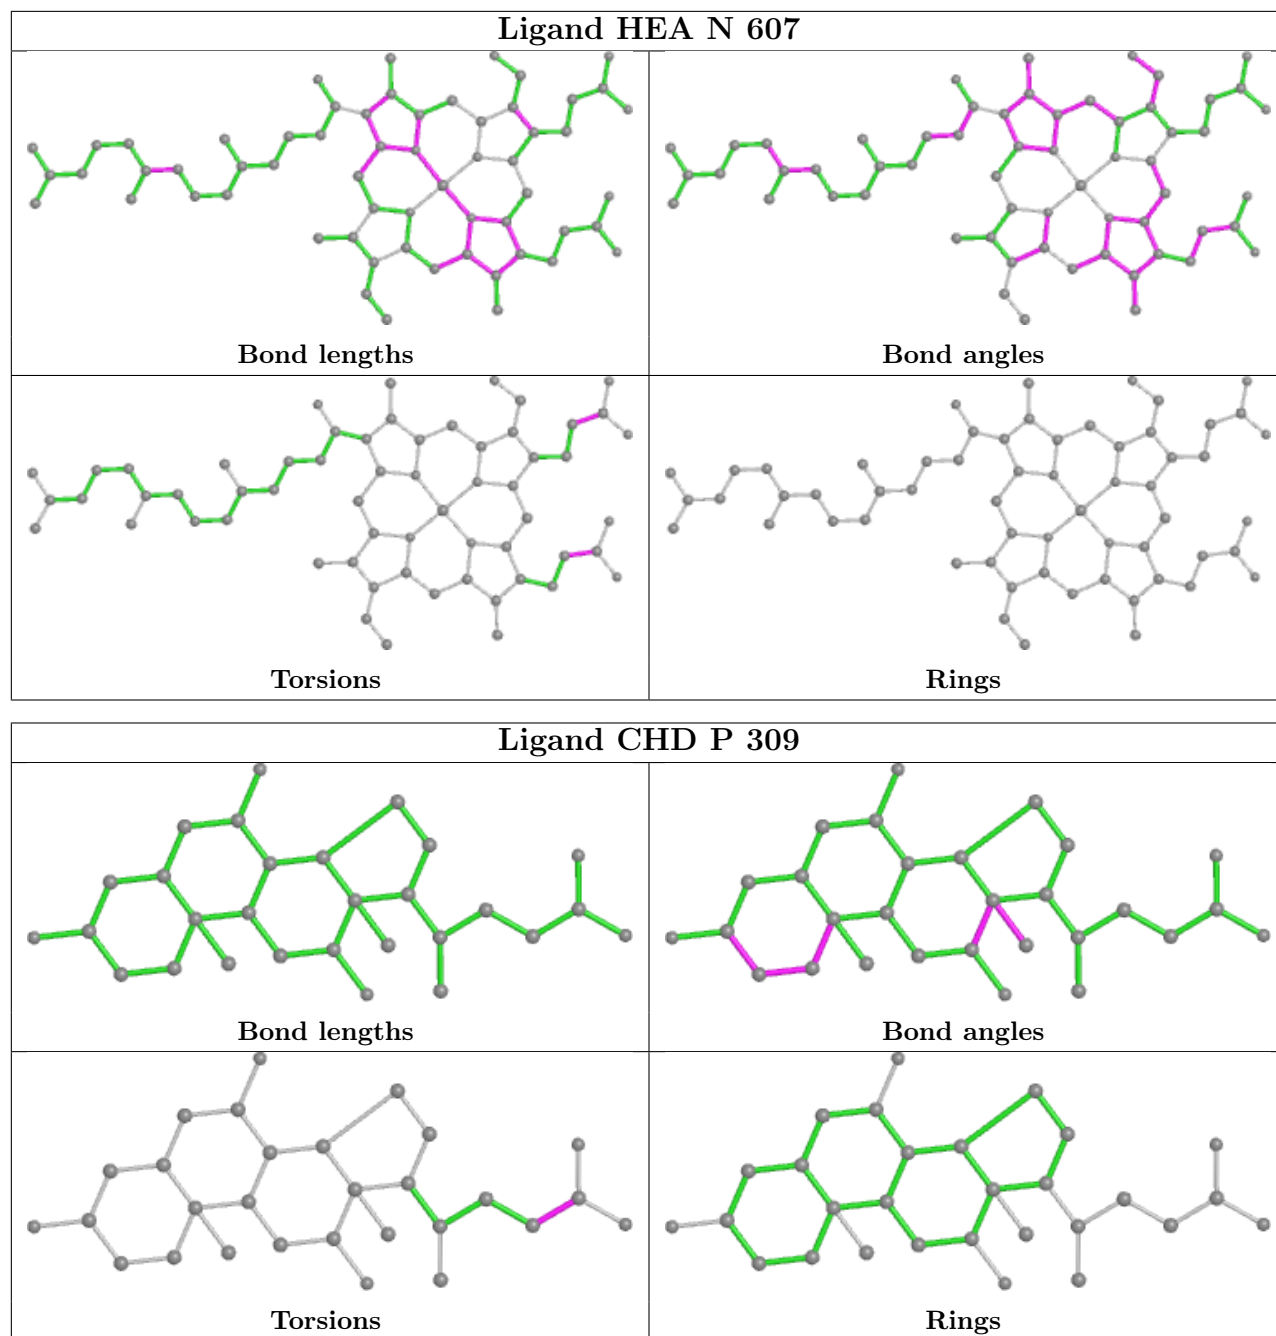 Ligand HEA N 607
Bond lengths
Bond angles
Torsions
Rings
Ligand CHD P 309
Bond lengths
Bond angles
Torsions
Rings